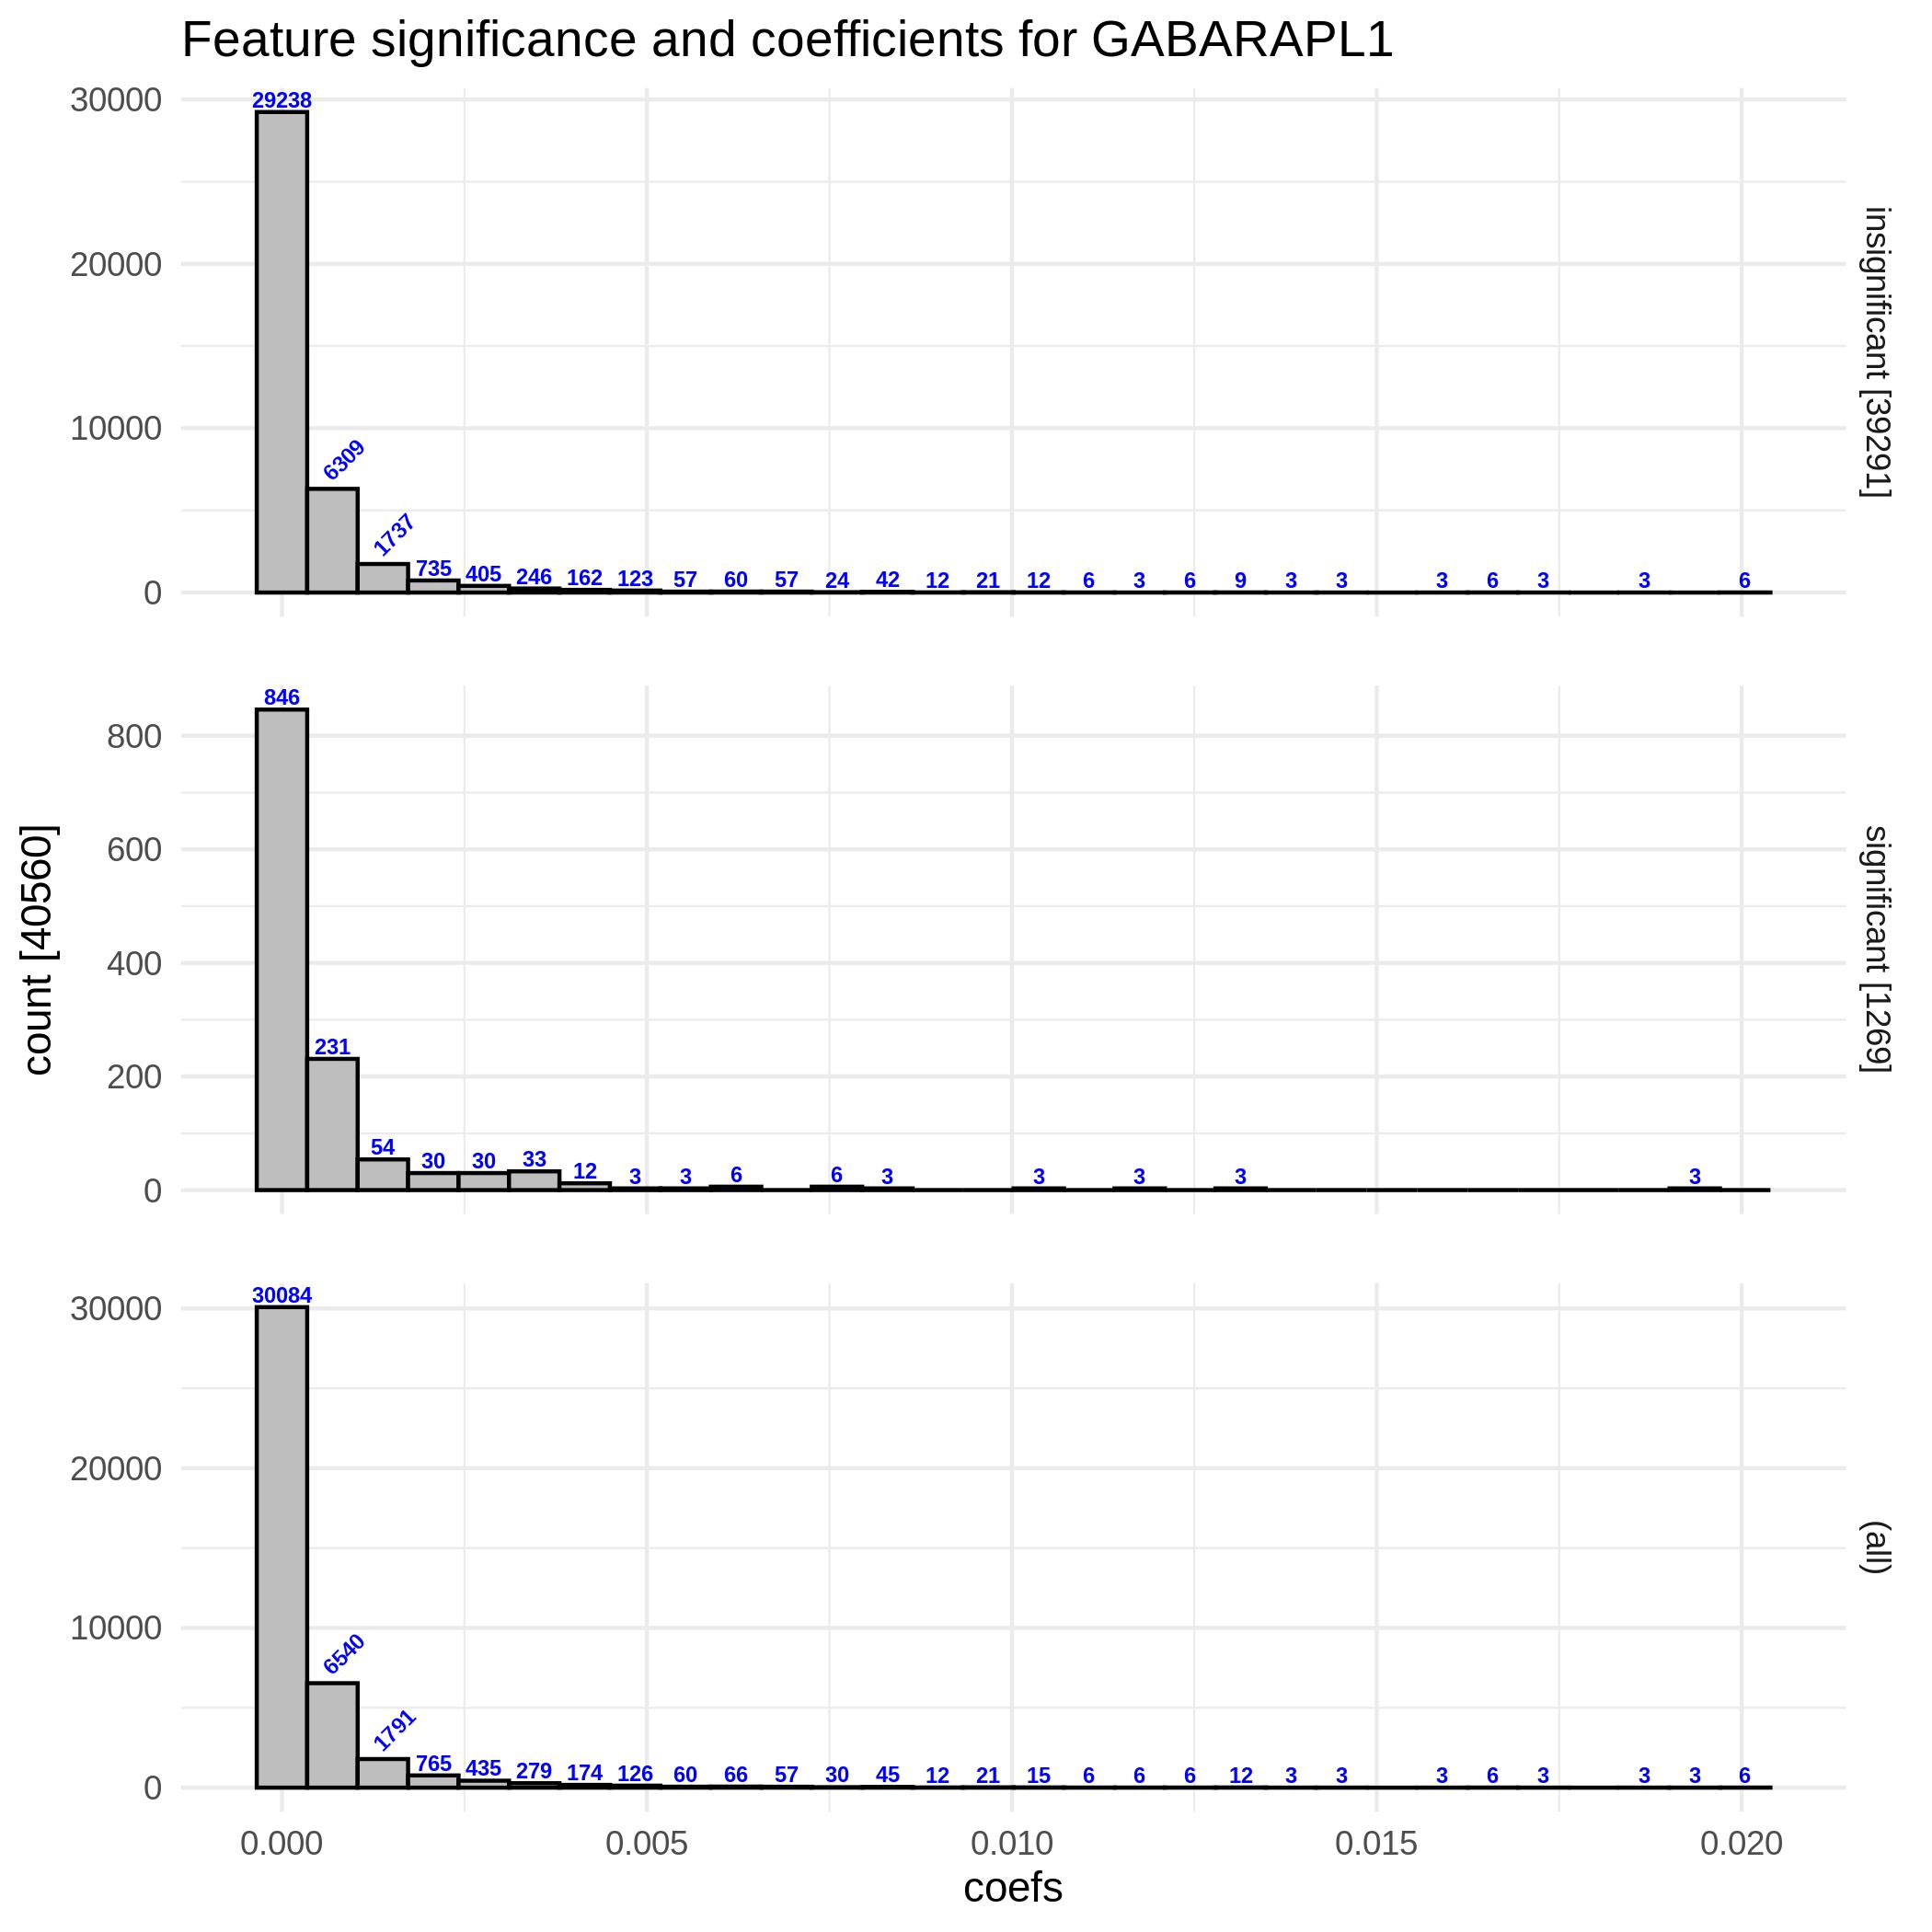 Feature significance and coefficients for GABARAPL1
30000
20000
10000
0
29238
6309
1737
735 405 246 162 123 57 60 57 24 42 12 21 12 6 3 6 9 3 3 3 6 3 3 6
insignificant [39291]
count [40560]
800
600
400
200
0
846
231
54 30 30 33 12 3 3 6 6 3 3 3 3 3
significant [1269]
30000
20000
10000
0
30084
6540
1791
765 435 279 174 126 60 66 57 30 45 12 21 15 6 6 6 12 3 3 3 6 3 3 3 6
(all)
0.000 0.005 0.010 0.015 0.020
coefs